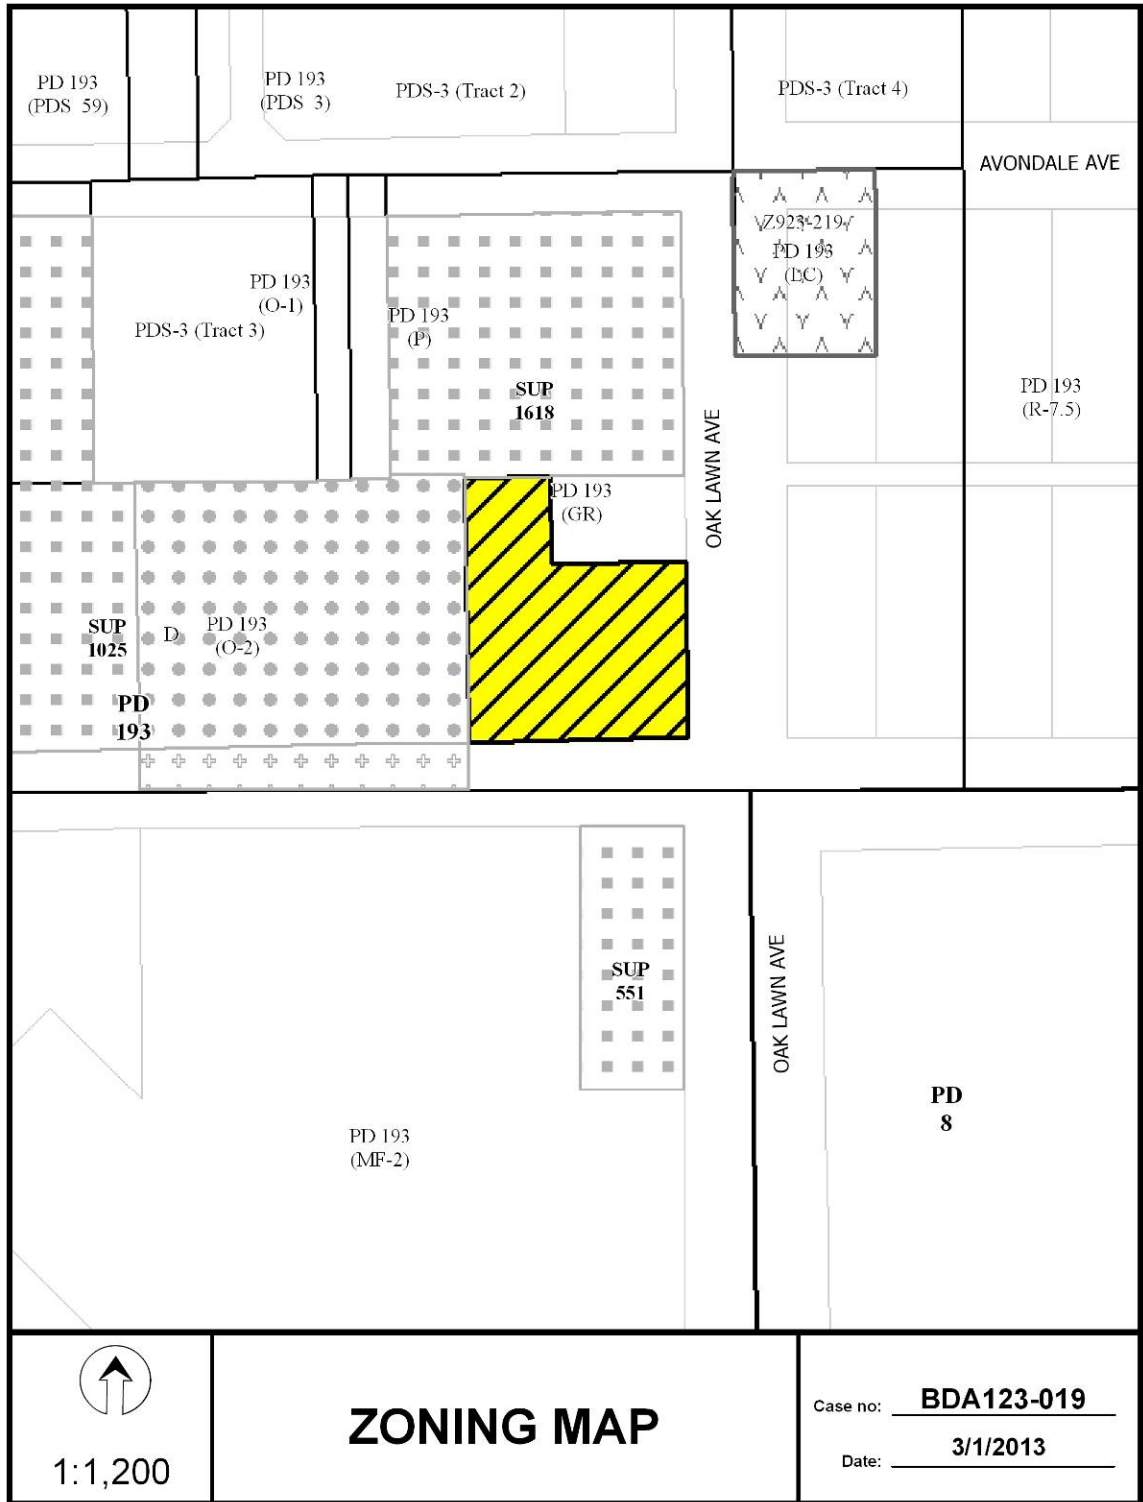 PD 193
(PDS 59)
PD 193
(PDS 3)
PDS-3 (Tract 2)
PDS-3 (Tract 4)
AVONDALE AVE
Z923-219
PD 193
(LC)
PD 193
(O-1)
PDS-3 (Tract 3)
PD 193
(P)
SUP
1618
PD 193
(R-7.5)
OAK LAWN AVE
PD 193
(GR)
SUP
1025
D
PD 193
(O-2)
PD
193
SUP
551
OAK LAWN AVE
PD
8
PD 193
(MF-2)
1:1,200
ZONING MAP
Case no: BDA123-019
Date: 3/1/2013